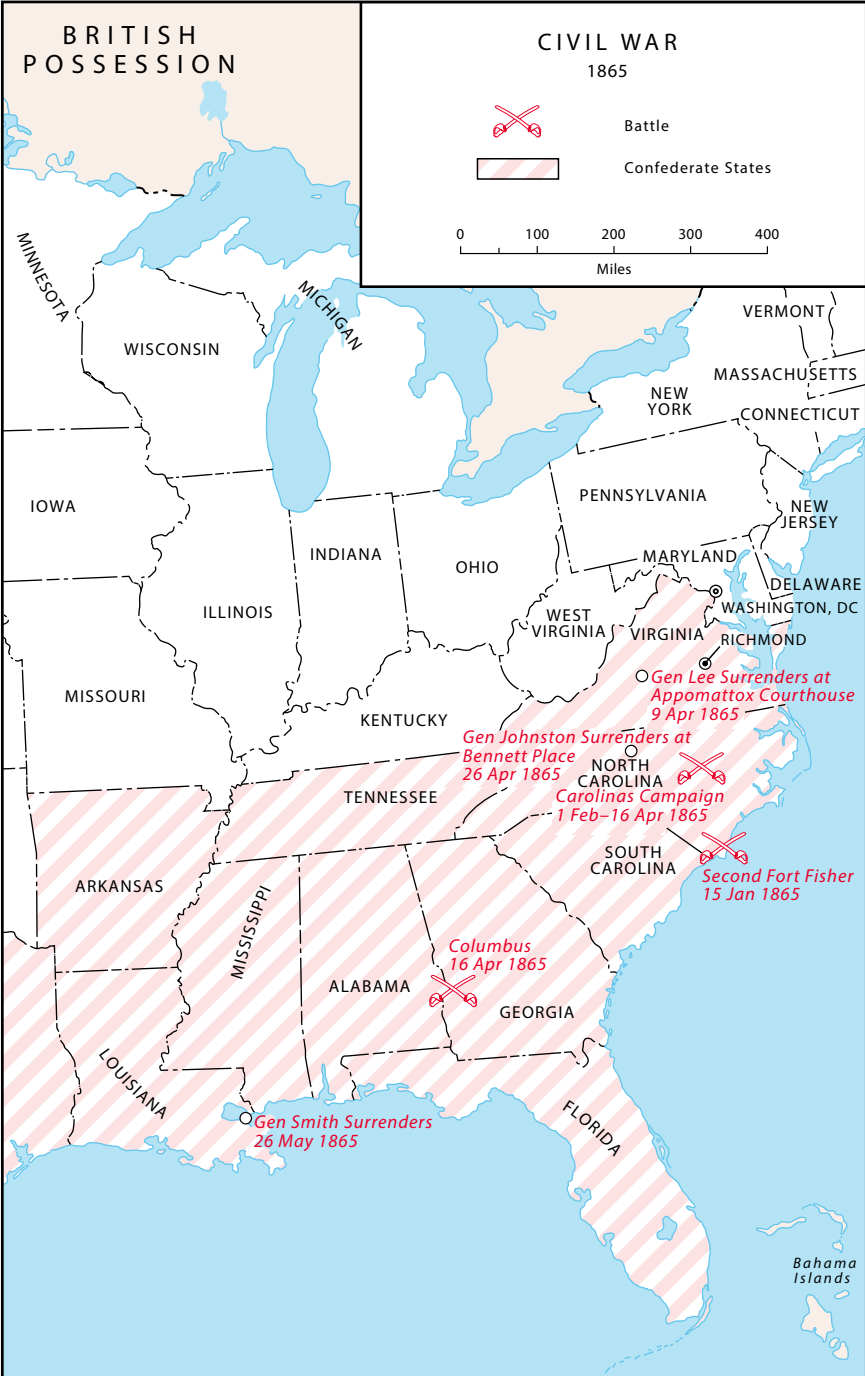 BRITISH
POSSESSION
CIVIL WAR
1865
Battle
Confederate States
0 100 200 300 400
Miles
MINNESOTA
WISCONSIN
MICHIGAN
VERMONT
MASSACHUSETTS
NEW
YORK
CONNECTICUT
IOWA
PENNSYLVANIA
NEW
JERSEY
INDIANA
OHIO
MARYLAND
DELAWARE
ILLINOIS
WEST
VIRGINIA
WASHINGTON, DC
VIRGINIA
RICHMOND
MISSOURI
Gen Lee Surrenders at
Appomattox Courthouse
9 Apr 1865
KENTUCKY
Gen Johnston Surrenders at
Bennett Place
26 Apr 1865
NORTH
CAROLINA
TENNESSEE
Carolinas Campaign
1 Feb–16 Apr 1865
SOUTH
CAROLINA
Second Fort Fisher
15 Jan 1865
ARKANSAS
MISSISSIPPI
Columbus
16 Apr 1865
ALABAMA
GEORGIA
LOUISIANA
Gen Smith Surrenders
26 May 1865
FLORIDA
Bahama
Islands